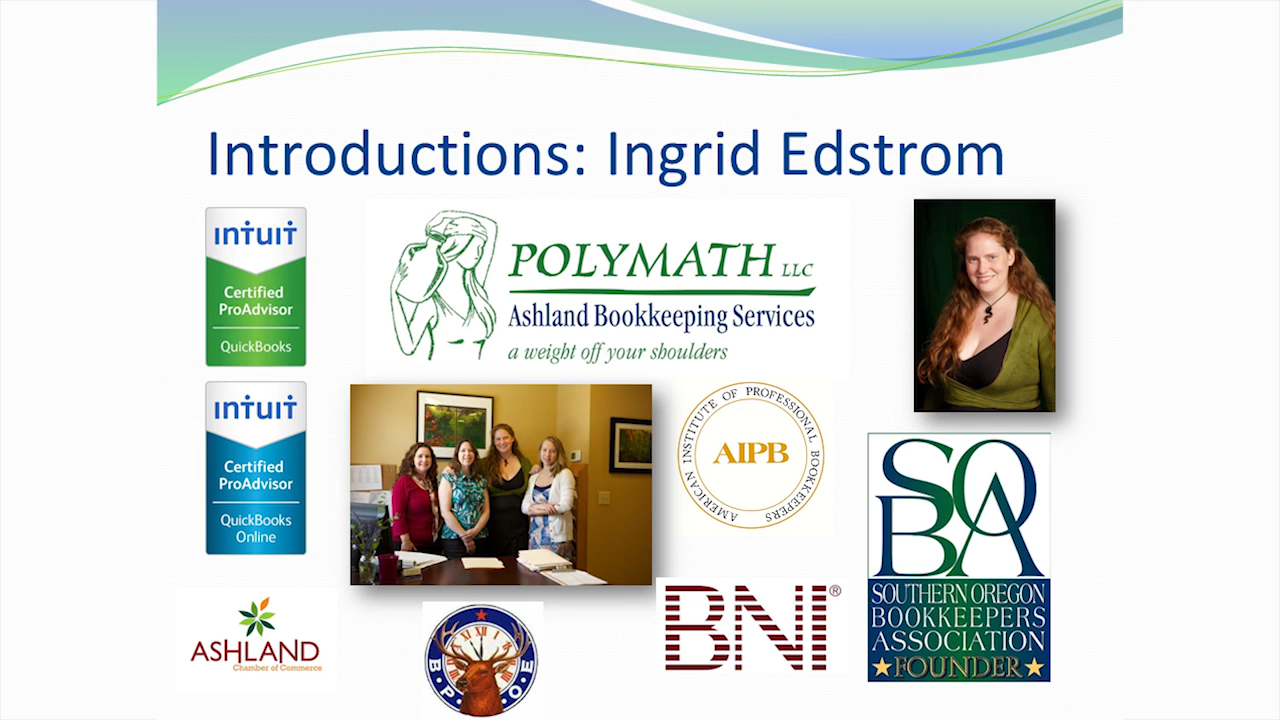 Introductions: Ingrid Edstrom
intuit
Certified
ProAdvisor
QuickBooks
POLYMATH LLC
Ashland Bookkeeping Services
a weight off your shoulders
intuit
Certified
ProAdvisor
QuickBooks
Online
AMERICAN INSTITUTE OF PROFESSIONAL BOOKKEEPERS
AIPB
SOBA
SOUTHERN OREGON
BOOKKEEPERS
ASSOCIATION
FOUNDER
ASHLAND
Chamber of Commerce
XI XII I
B.P.O.E
BNI®